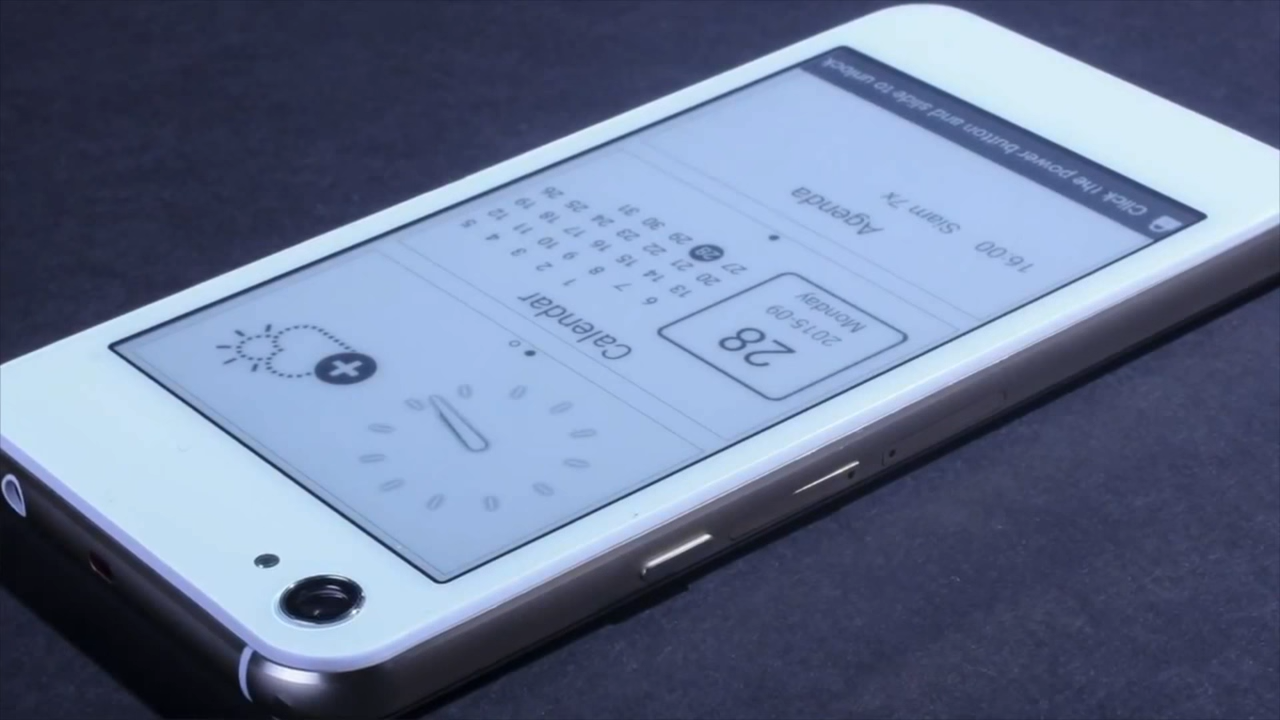 Calendar
1 2 3 4 5
6 7 8 9 10 11 12
13 14 15 16 17 18 19
20 21 22 23 24 25 26
27 28 29 30 31
28
2015-09
Monday
Agenda
16:00 Siam 7x
Click the power button and slide to unlock